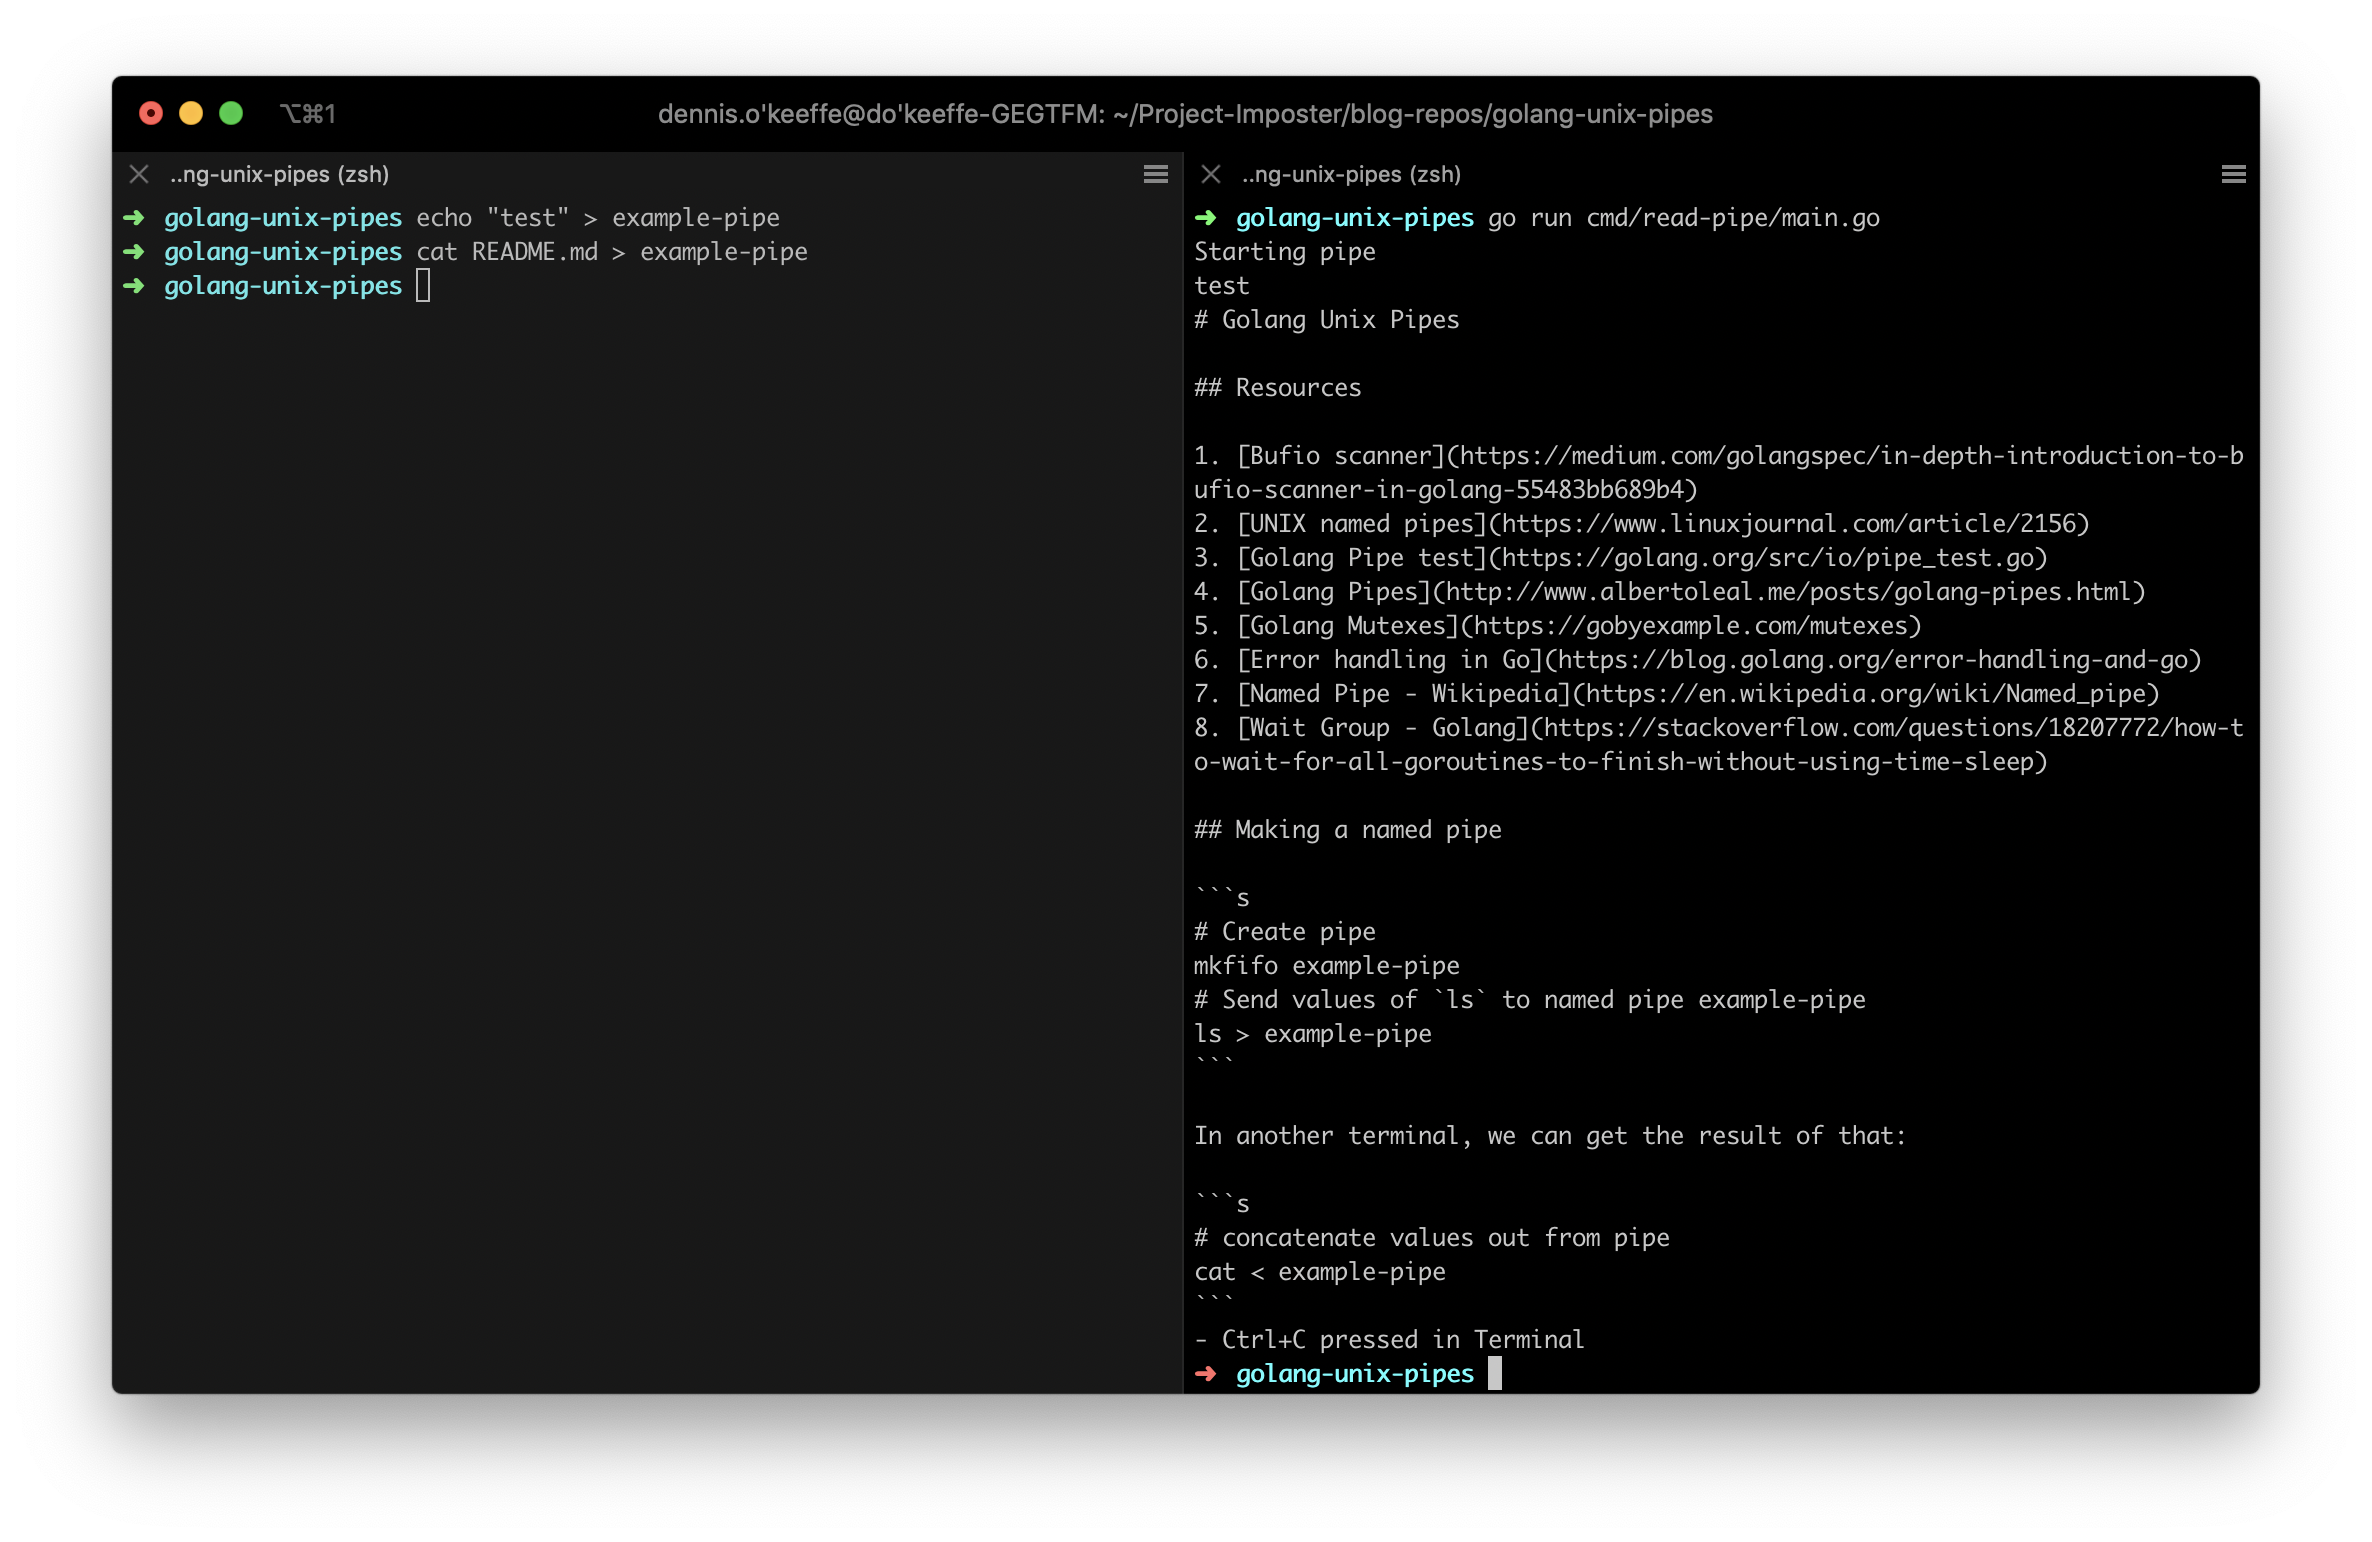 ⌥⌘1
dennis.o'keeffe@do'keeffe-GEGTFM: ~/Project-Imposter/blog-repos/golang-unix-pipes
..ng-unix-pipes (zsh)
➜ golang-unix-pipes echo "test" > example-pipe
➜ golang-unix-pipes cat README.md > example-pipe
➜ golang-unix-pipes
..ng-unix-pipes (zsh)
➜ golang-unix-pipes go run cmd/read-pipe/main.go
Starting pipe
test
# Golang Unix Pipes
## Resources
1. [Bufio scanner](https://medium.com/golangspec/in-depth-introduction-to-b
ufio-scanner-in-golang-55483bb689b4)
2. [UNIX named pipes](https://www.linuxjournal.com/article/2156)
3. [Golang Pipe test](https://golang.org/src/io/pipe_test.go)
4. [Golang Pipes](http://www.albertoleal.me/posts/golang-pipes.html)
5. [Golang Mutexes](https://gobyexample.com/mutexes)
6. [Error handling in Go](https://blog.golang.org/error-handling-and-go)
7. [Named Pipe - Wikipedia](https://en.wikipedia.org/wiki/Named_pipe)
8. [Wait Group - Golang](https://stackoverflow.com/questions/18207772/how-t
o-wait-for-all-goroutines-to-finish-without-using-time-sleep)
## Making a named pipe
```s
# Create pipe
mkfifo example-pipe
# Send values of `ls` to named pipe example-pipe
ls > example-pipe
```
In another terminal, we can get the result of that:
```s
# concatenate values out from pipe
cat < example-pipe
```
- Ctrl+C pressed in Terminal
➜ golang-unix-pipes